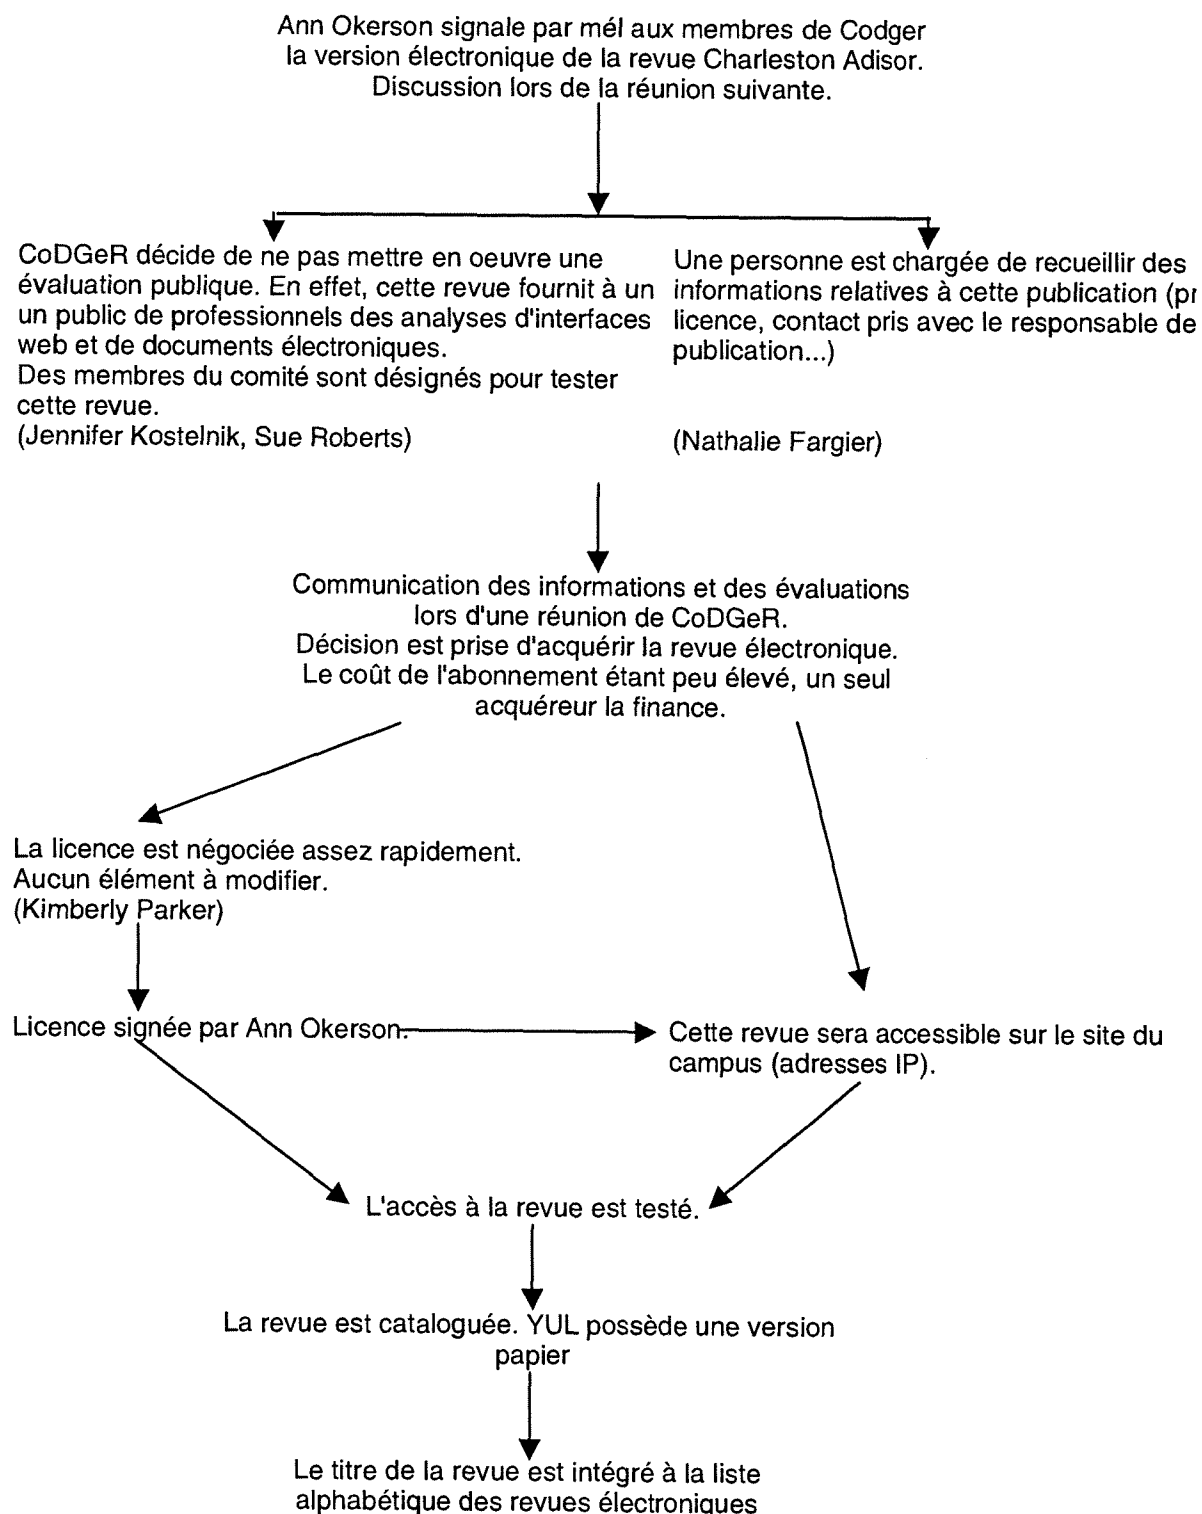 Ann Okerson signale par mél aux membres de Codger
la version électronique de la revue Charleston Adisor.
Discussion lors de la réunion suivante.
CoDGeR décide de ne pas mettre en oeuvre une
évaluation publique. En effet, cette revue fournit à un
un public de professionnels des analyses d'interfaces
web et de documents électroniques.
Des membres du comité sont désignés pour tester
cette revue.
(Jennifer Kostelnik, Sue Roberts)
Une personne est chargée de recueillir des
informations relatives à cette publication (pr
licence, contact pris avec le responsable de
publication...)
(Nathalie Fargier)
Communication des informations et des évaluations
lors d'une réunion de CoDGeR.
Décision est prise d'acquérir la revue électronique.
Le coût de l'abonnement étant peu élevé, un seul
acquéreur la finance.
La licence est négociée assez rapidement.
Aucun élément à modifier.
(Kimberly Parker)
Licence signée par Ann Okerson.
Cette revue sera accessible sur le site du
campus (adresses IP).
L'accès à la revue est testé.
La revue est cataloguée. YUL possède une version
papier
Le titre de la revue est intégré à la liste
alphabétique des revues électroniques